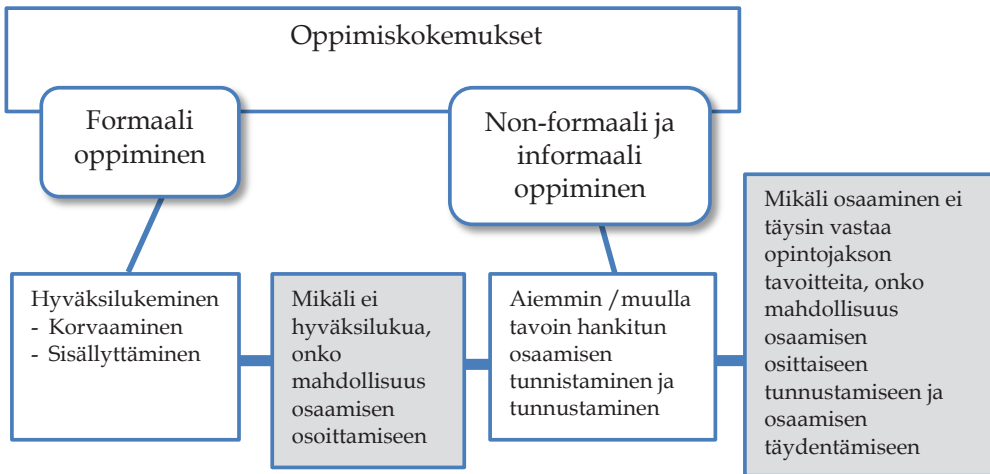 Oppimiskokemukset
Formaali
oppiminen
Non-formaali ja
informaali
oppiminen
Hyväksilukeminen
- Korvaaminen
- Sisällyttäminen
Mikäli ei
hyväksilukua,
onko
mahdollisuus
osaamisen
osoittamiseen
Aiemmin /muulla
tavoin hankitun
osaamisen
tunnistaminen ja
tunnustaminen
Mikäli osaaminen ei
täysin vastaa
opintojakson
tavoitteita, onko
mahdollisuus
osaamisen
osittaiseen
tunnustamiseen ja
osaamisen
täydentämiseen